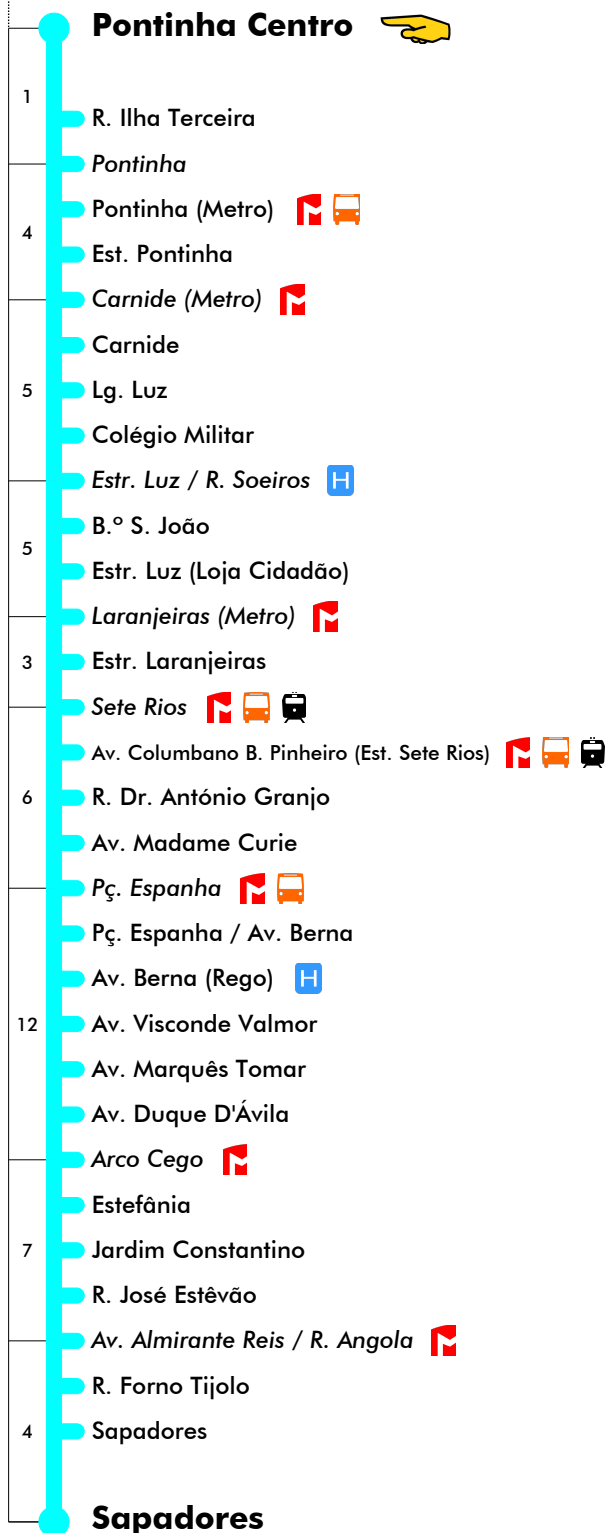 Pontinha Centro
1
R. Ilha Terceira
Pontinha
Pontinha (Metro)
4
Est. Pontinha
Carnide (Metro)
Carnide
5
Lg. Luz
Colégio Militar
Estr. Luz / R. Soeiros H
B.º S. João
5
Estr. Luz (Loja Cidadão)
Laranjeiras (Metro)
3 Estr. Laranjeiras
Sete Rios
Av. Columbano B. Pinheiro (Est. Sete Rios)
6 R. Dr. António Granjo
Av. Madame Curie
Pç. Espanha
Pç. Espanha / Av. Berna
Av. Berna (Rego) H
12 Av. Visconde Valmor
Av. Marquês Tomar
Av. Duque D'Ávila
Arco Cego
Estefânia
7 Jardim Constantino
R. José Estêvão
Av. Almirante Reis / R. Angola
R. Forno Tijolo
4 Sapadores
Sapadores